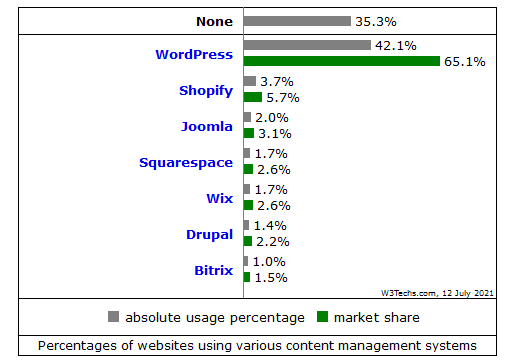 None 35.3%
WordPress 42.1%
65.1%
Shopify 3.7%
5.7%
Joomla 2.0%
3.1%
Squarespace 1.7%
2.6%
Wix 1.7%
2.6%
Drupal 1.4%
2.2%
Bitrix 1.0%
1.5%
W3Techs.com, 12 July 2021
absolute usage percentage market share
Percentages of websites using various content management systems